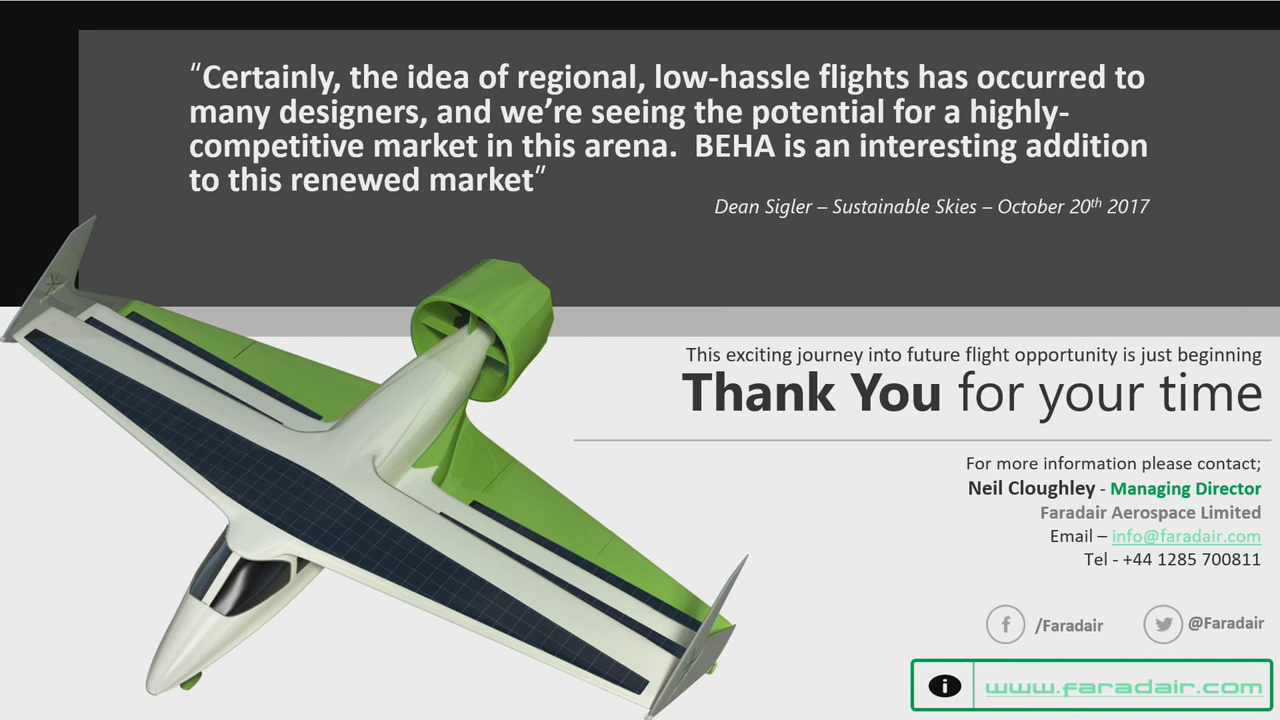 "Certainly, the idea of regional, low-hassle flights has occurred to
many designers, and we’re seeing the potential for a highly-
competitive market in this arena.  BEHA is an interesting addition
to this renewed market"
Dean Sigler – Sustainable Skies – October 20th 2017
This exciting journey into future flight opportunity is just beginning
Thank You for your time
For more information please contact;
Neil Cloughley - Managing Director
Faradair Aerospace Limited
Email – info@faradair.com
Tel - +44 1285 700811
/Faradair
@Faradair
www.faradair.com